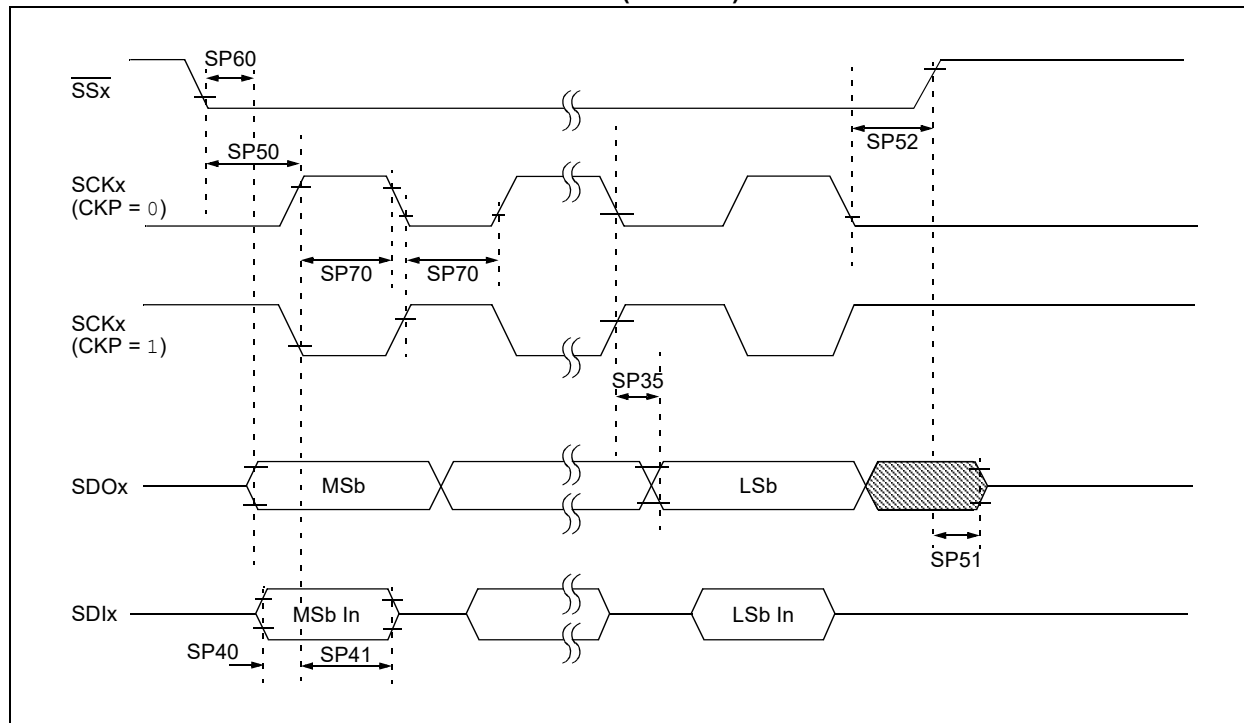 SP60
SSx
SP50
SP52
SCKx
(CKP = 0)
SP70
SP70
SCKx
(CKP = 1)
SP35
SDOx
MSb
LSb
SP51
SDIx
MSb In
LSb In
SP40
SP41